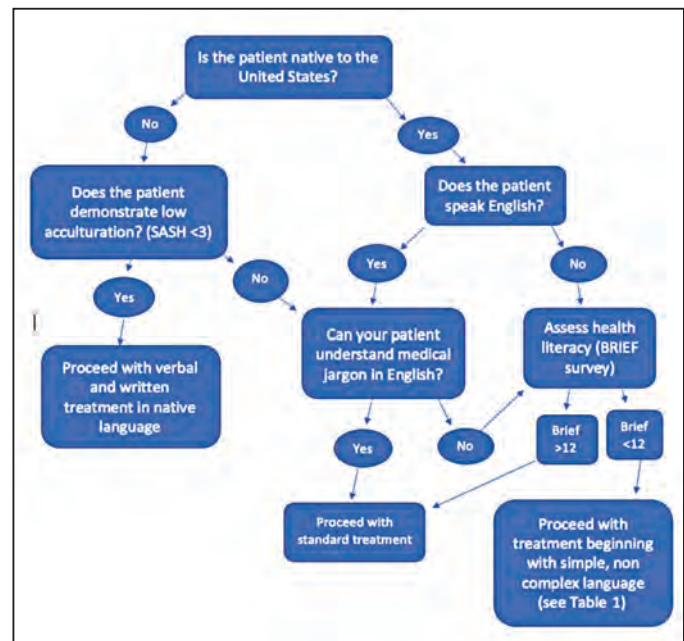 Is the patient native to the
United States?
No
Yes
Does the patient
demonstrate low
acculturation? (SASH <3)
Does the patient
speak English?
Yes
No
Yes
No
Proceed with verbal
and written
treatment in native
language
Can your patient
understand medical
jargon in English?
Assess health
literacy (BRIEF
survey)
Yes
No
Brief
>12
Brief
<12
Proceed with
standard treatment
Proceed with
treatment beginning
with simple, non
complex language
(see Table 1)